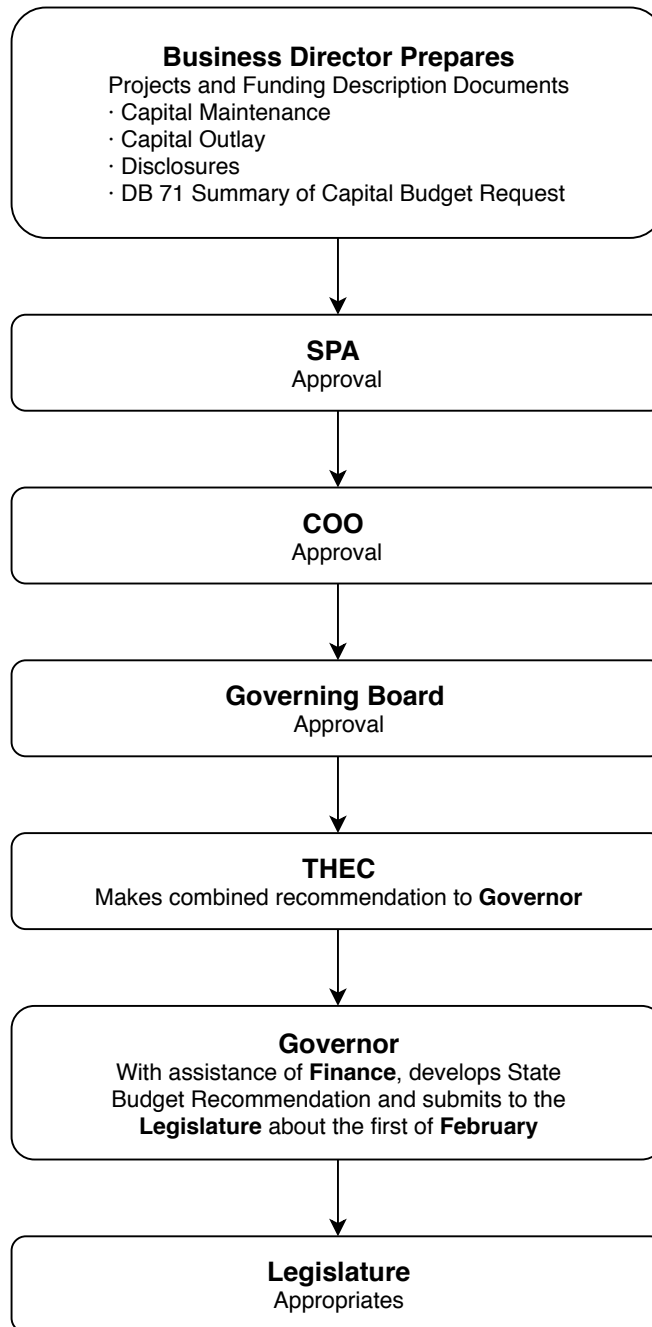 Business Director Prepares
Projects and Funding Description Documents
· Capital Maintenance
· Capital Outlay
· Disclosures
· DB 71 Summary of Capital Budget Request
SPA
Approval
COO
Approval
Governing Board
Approval
THEC
Makes combined recommendation to Governor
Governor
With assistance of Finance, develops State
Budget Recommendation and submits to the
Legislature about the first of February
Legislature
Appropriates